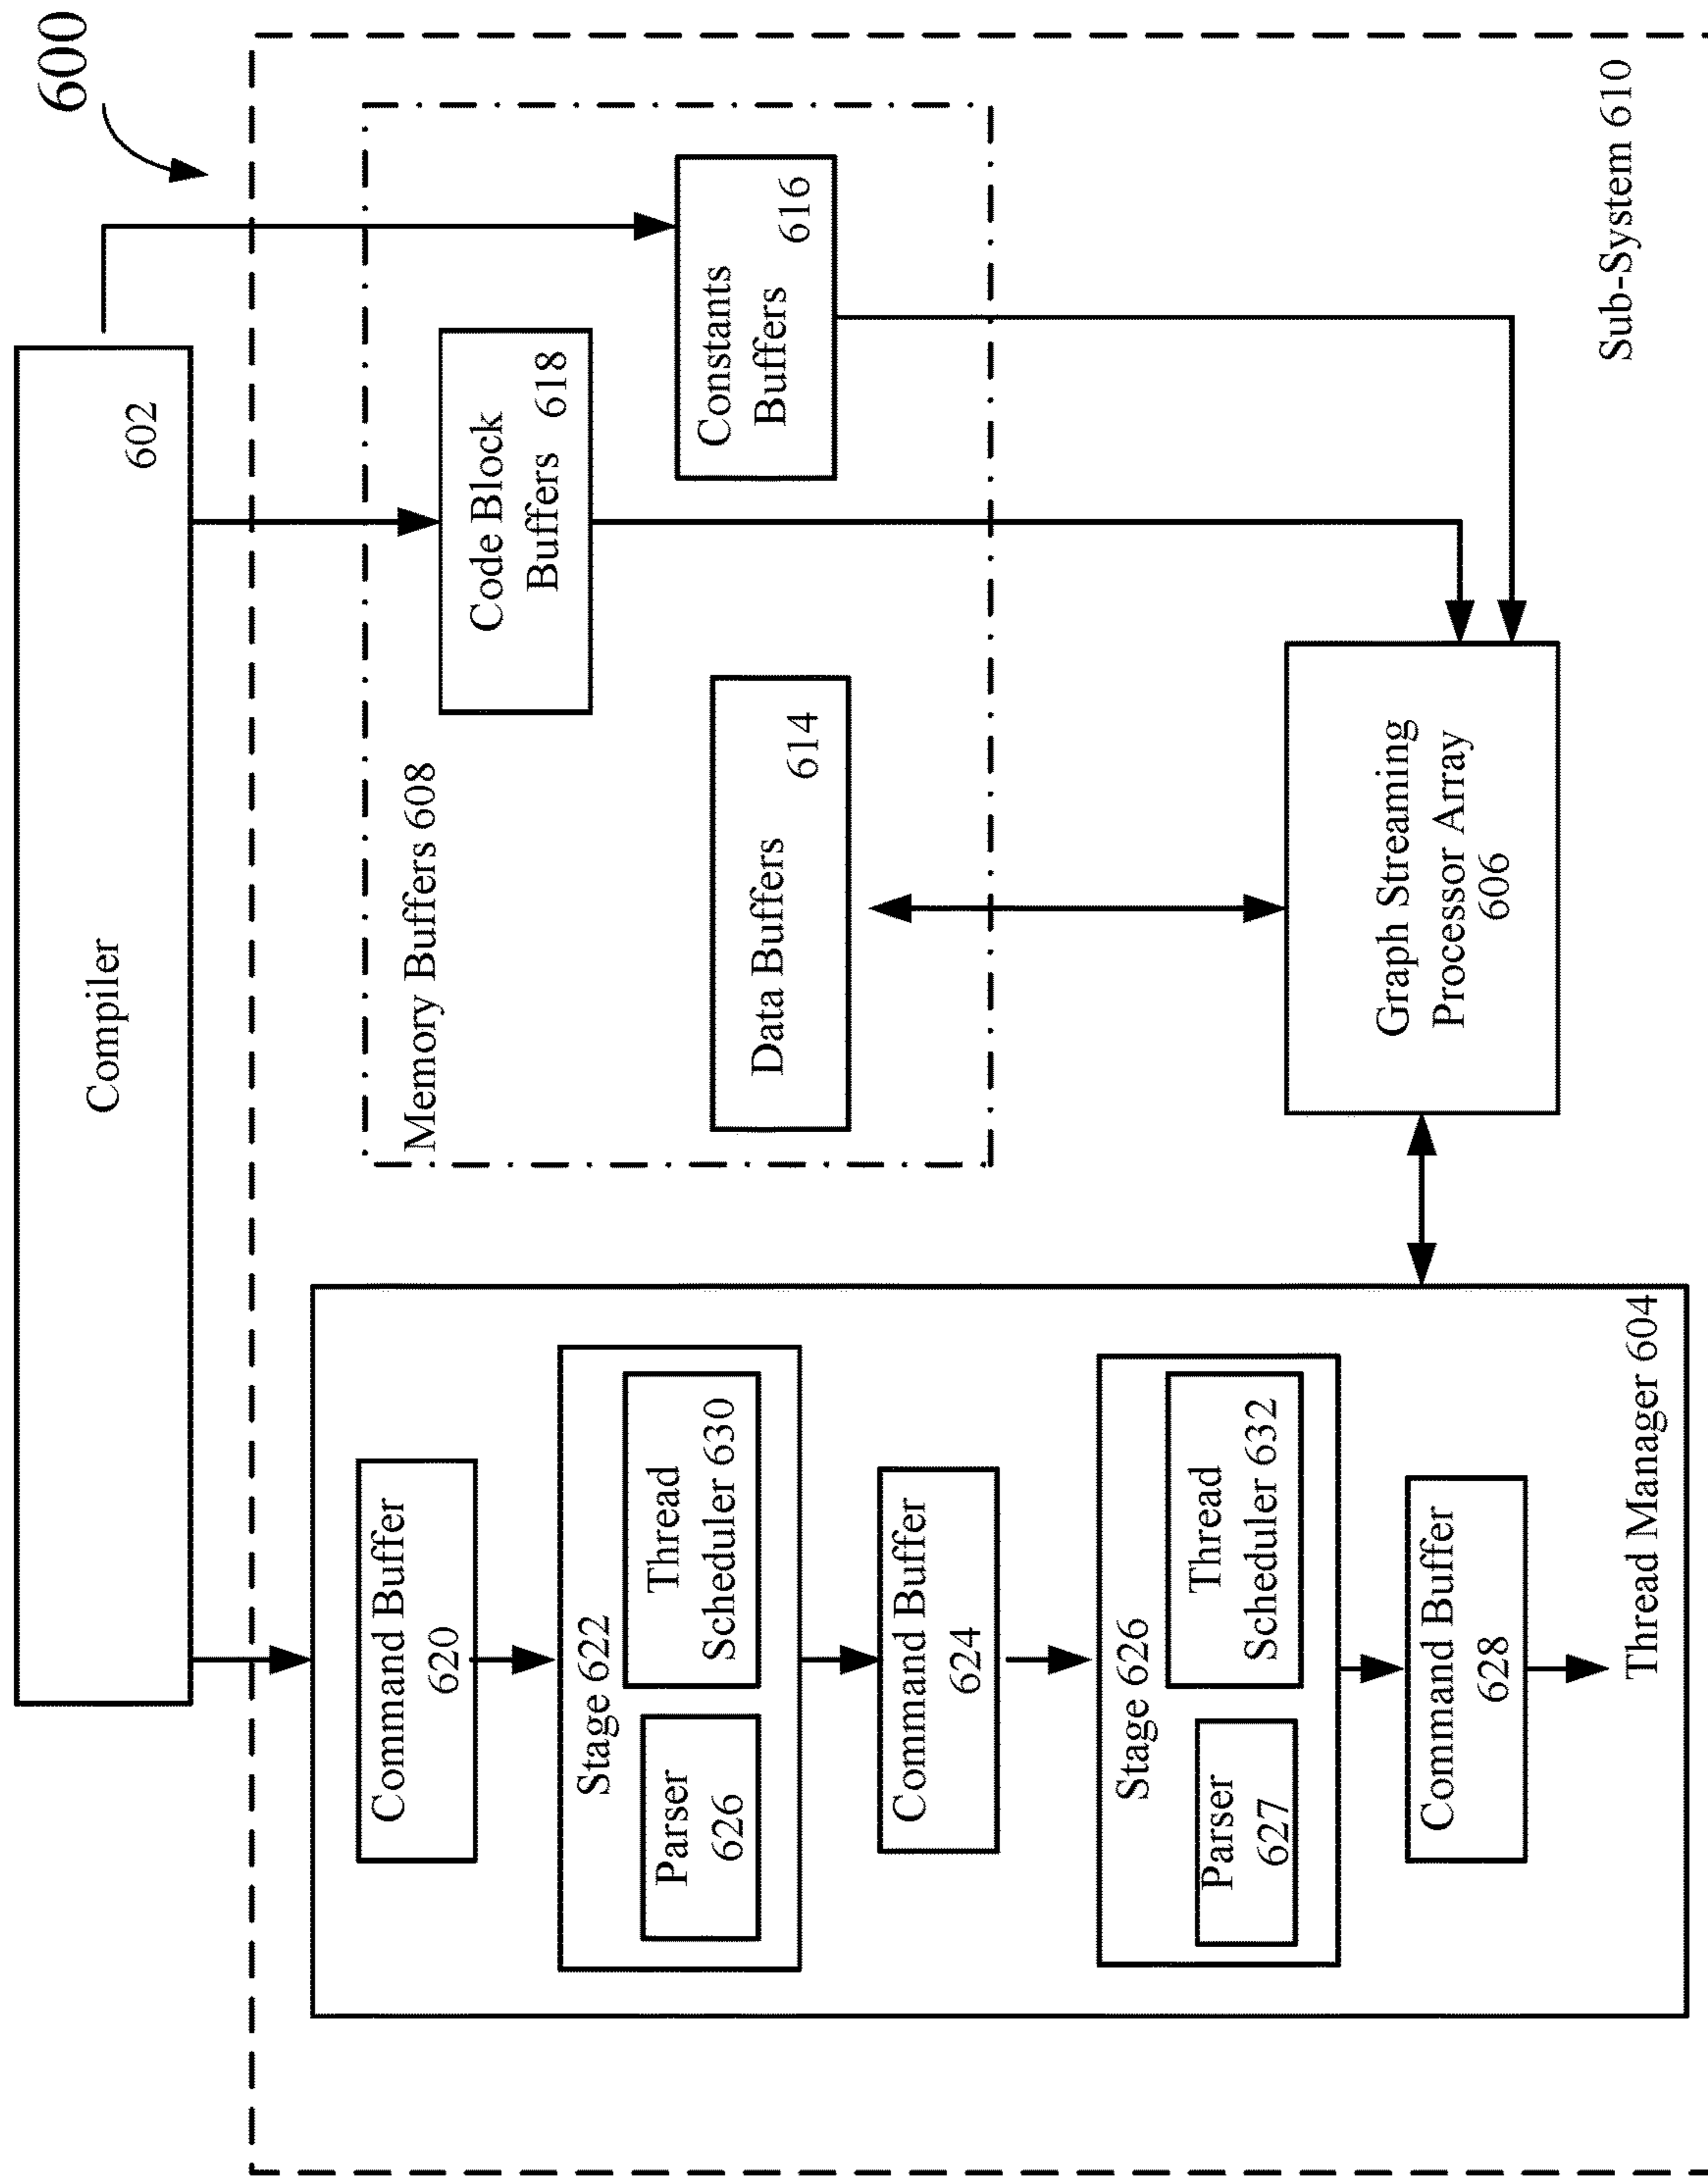 600
Compiler
602
Memory Buffers 608
Code Block
Buffers 618
Constants
Buffers
616
Data Buffers
614
Graph Streaming
Processor Array
606
Sub-System 610
Command Buffer
620
Stage 622
Parser
626
Thread
Scheduler 630
Command Buffer
624
Stage 626
Parser
627
Thread
Scheduler 632
Command Buffer
628
Thread Manager 604